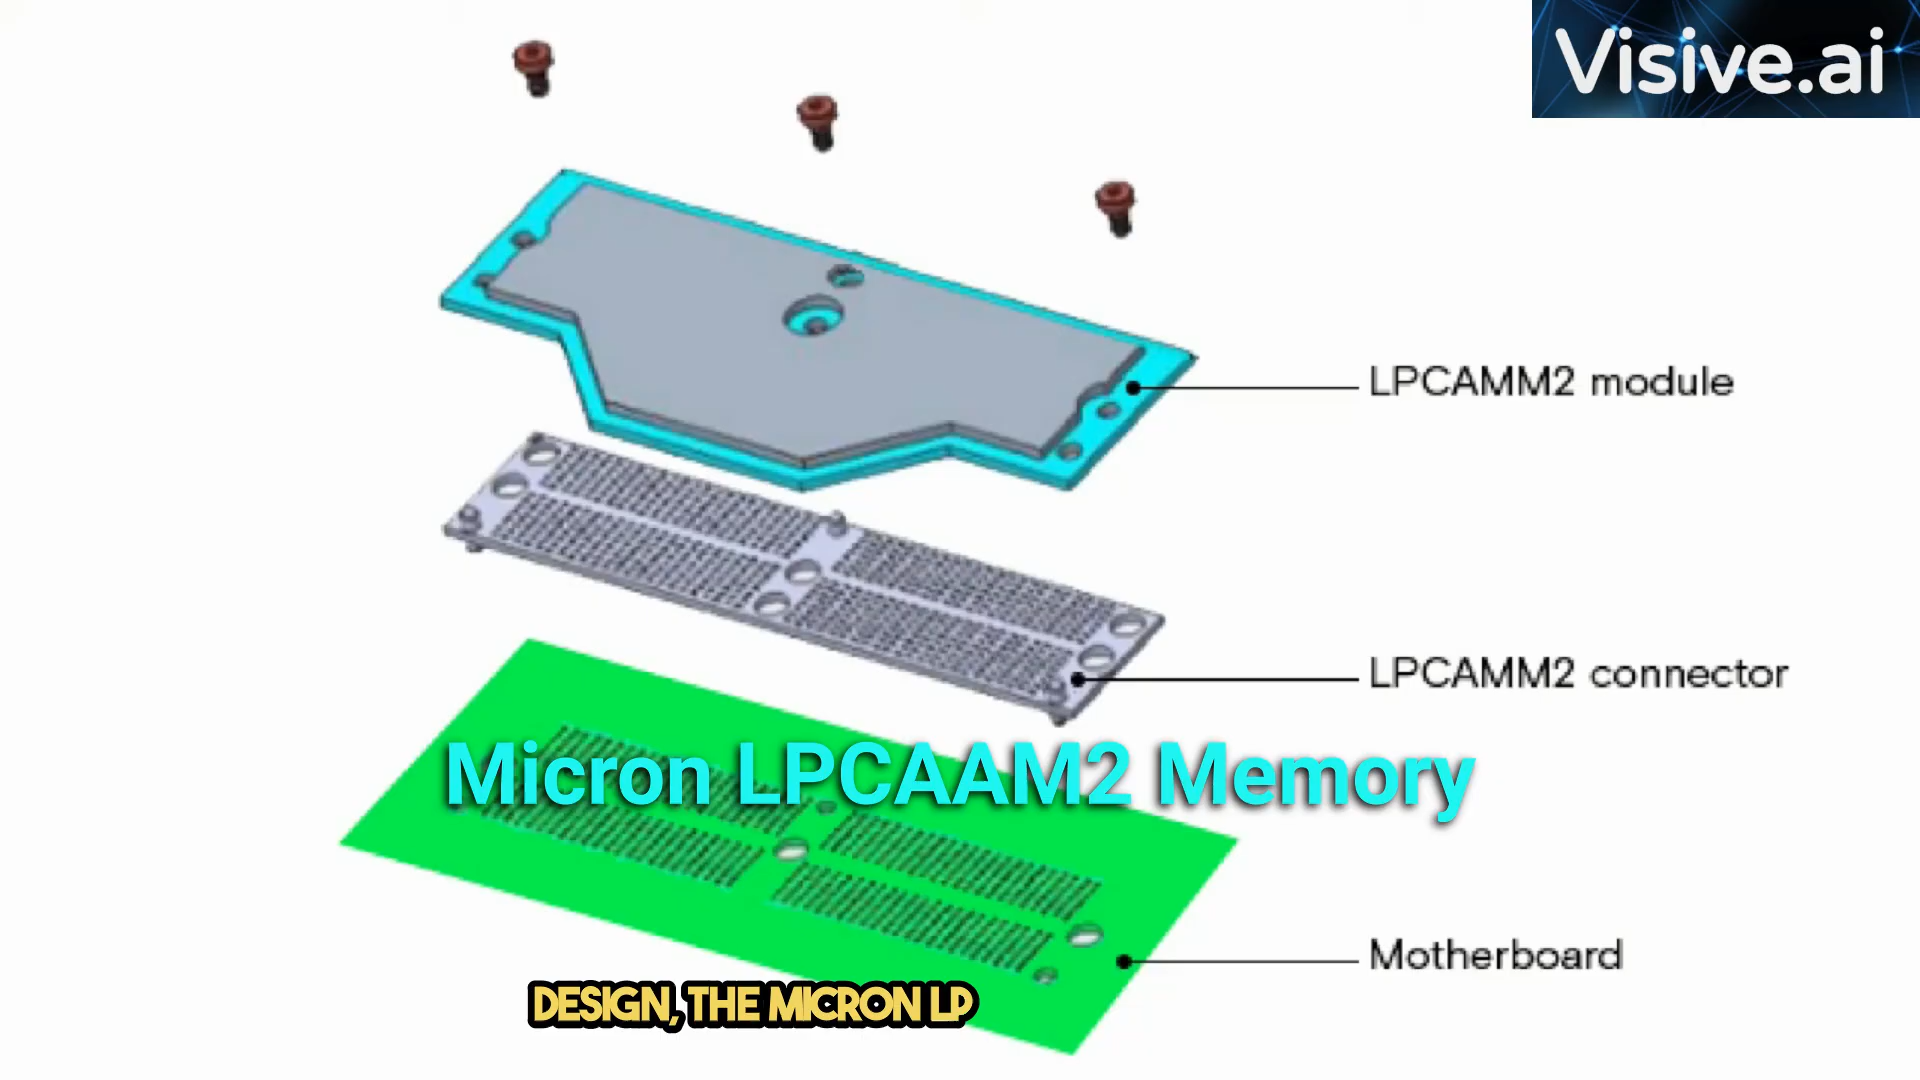 Visive.ai
LPCAMM2 module
LPCAMM2 connector
Micron LPCAAM2 Memory
Motherboard
DESIGN, THE MICRON LP